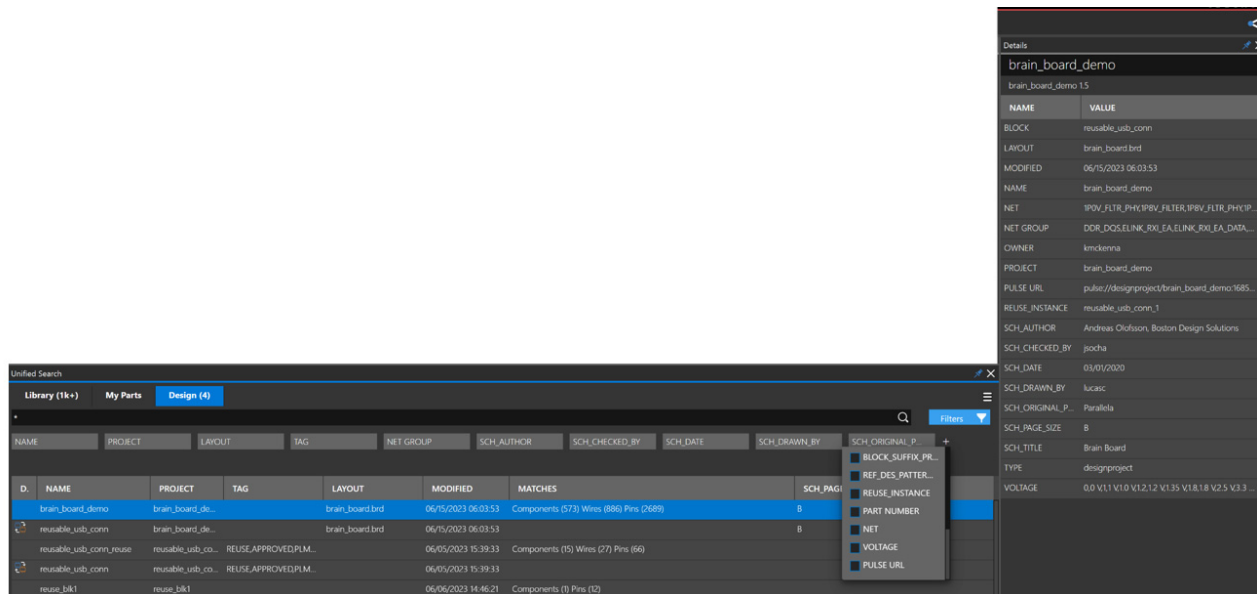 Details
brain_board_demo
brain_board_demo 1.5
NAME VALUE
BLOCK reusable_usb_conn
LAYOUT brain_board.brd
MODIFIED 06/15/2023 06:03:53
NAME brain_board_demo
NET 1P0V_FLTR_PHY,1P8V_FILTER,1P8V_FLTR_PHY,1P...
NET GROUP DDR_DQS,ELINK_RXI_EA,ELINK_RXI_EA_DATA,...
OWNER kmckenna
PROJECT brain_board_demo
PULSE URL pulse://designproject/brain_board_demo:1685...
REUSE_INSTANCE reusable_usb_conn_1
SCH_AUTHOR Andreas Olofsson, Boston Design Solutions
SCH_CHECKED_BY jsocha
SCH_DATE 03/01/2020
SCH_DRAWN_BY lucasc
SCH_ORIGINAL_P... Parallela
SCH_PAGE_SIZE B
SCH_TITLE Brain Board
TYPE designproject
VOLTAGE 0,0 V,1,1 V,1.0 V,1.2,1.2 V,1.35 V,1.8,1.8 V,2.5 V,3.3 ...
Unified Search
Library (1k+) My Parts Design (4)
*
Filters
NAME PROJECT LAYOUT TAG NET GROUP SCH_AUTHOR SCH_CHECKED_BY SCH_DATE SCH_DRAWN_BY SCH_ORIGINAL_P... +
BLOCK_SUFFIX_PR...
REF_DES_PATTER...
REUSE_INSTANCE
PART NUMBER
NET
VOLTAGE
PULSE URL
D. NAME PROJECT TAG LAYOUT MODIFIED MATCHES SCH_PAG
brain_board_demo brain_board_de... brain_board.brd 06/15/2023 06:03:53 Components (573) Wires (886) Pins (2689) B
reusable_usb_conn brain_board_de... brain_board.brd 06/15/2023 06:03:53 B
reusable_usb_conn_reuse reusable_usb_co... REUSE,APPROVED,PLM... 06/05/2023 15:39:33 Components (15) Wires (27) Pins (66)
reusable_usb_conn reusable_usb_co... REUSE,APPROVED,PLM... 06/05/2023 15:39:33
reuse_blk1 reuse_blk1 06/06/2023 14:46:21 Components (1) Pins (12)